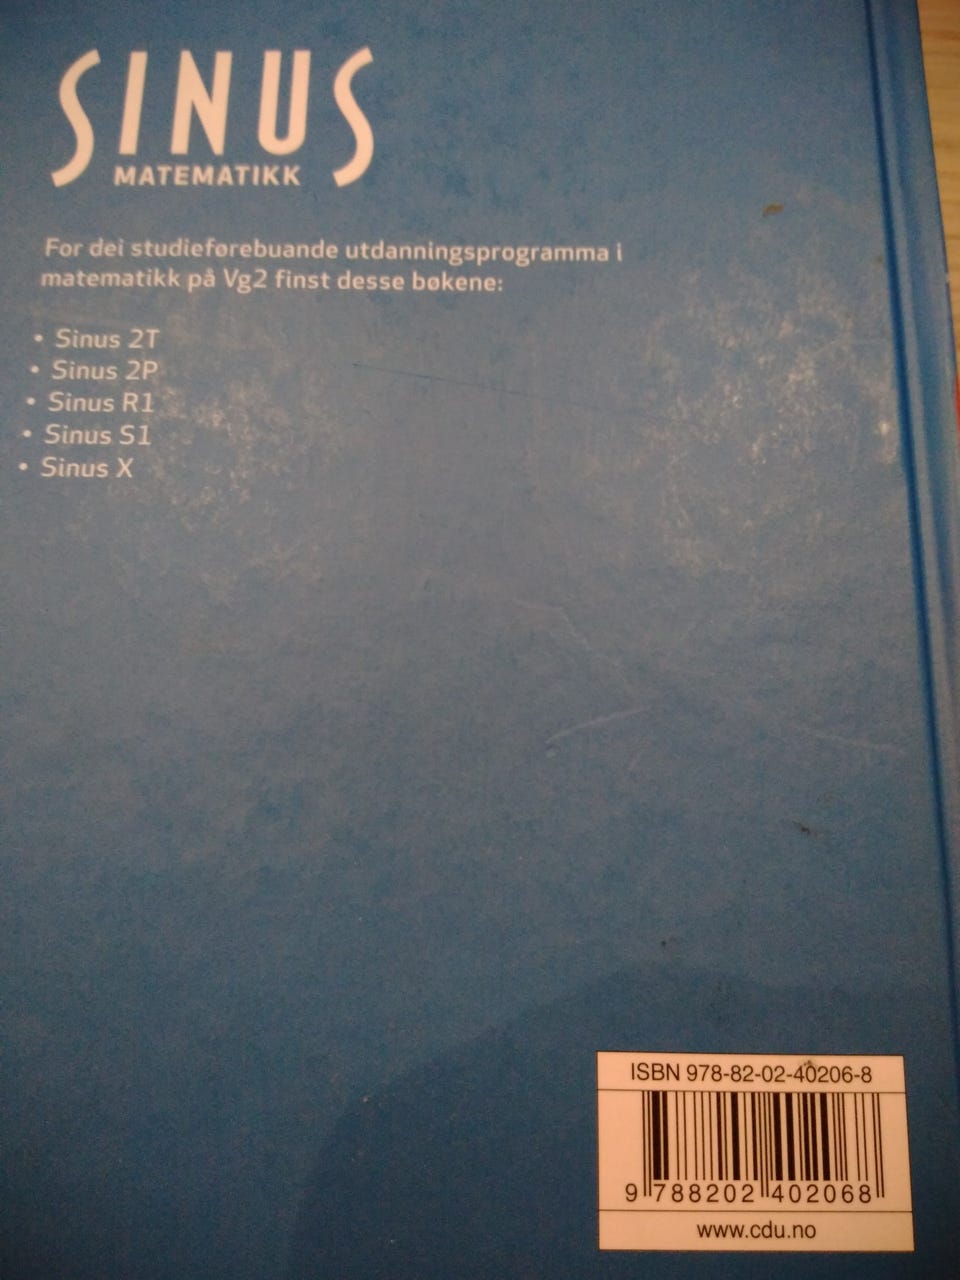 SINUS
MATEMATIKK
For dei studieførebuande utdanningsprogramma i
matematikk på Vg2 finst desse bøkene:
• Sinus 2T
• Sinus 2P
• Sinus R1
• Sinus S1
• Sinus X
ISBN 978-82-02-40206-8
9 788202 402068
www.cdu.no